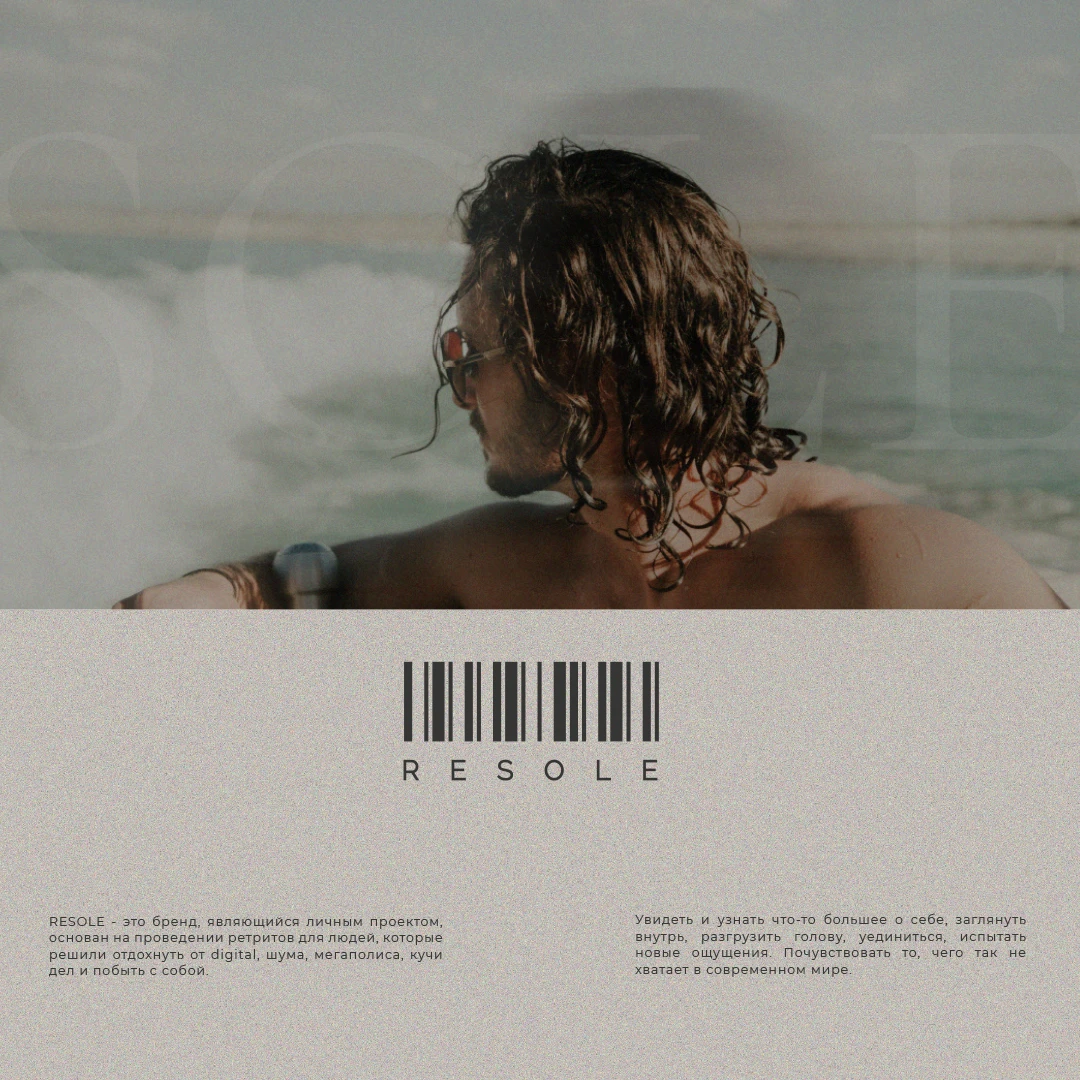 SOLE
RESOLE
RESOLE - это бренд, являющийся личным проектом,
основан на проведении ретритов для людей, которые
решили отдохнуть от digital, шума, мегаполиса, кучи
дел и побыть с собой.
Увидеть и узнать что-то большее о себе, заглянуть
внутрь, разгрузить голову, уединиться, испытать
новые ощущения. Почувствовать то, чего так не
хватает в современном мире.